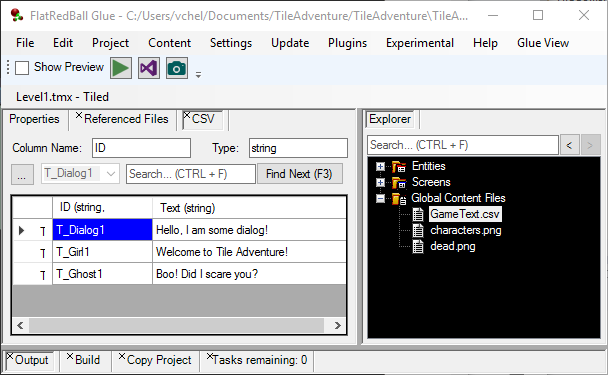 FlatRedBall Glue - C:/Users/vchel/Documents/TileAdventure/TileAdventure\TileA...
File Edit Project Content Settings Update Plugins Experimental Help Glue View
Show Preview
Level1.tmx - Tiled
Properties Referenced Files CSV
Column Name: ID Type: string
... T_Dialog1 Search... (CTRL + F) Find Next (F3)
ID (string, Text (string)
T T_Dialog1 Hello, I am some dialog!
T T_Girl1 Welcome to Tile Adventure!
T T_Ghost1 Boo! Did I scare you?
Explorer
Search... (CTRL + F) < >
Entities
Screens
Global Content Files
GameText.csv
characters.png
dead.png
Output Build Copy Project Tasks remaining: 0